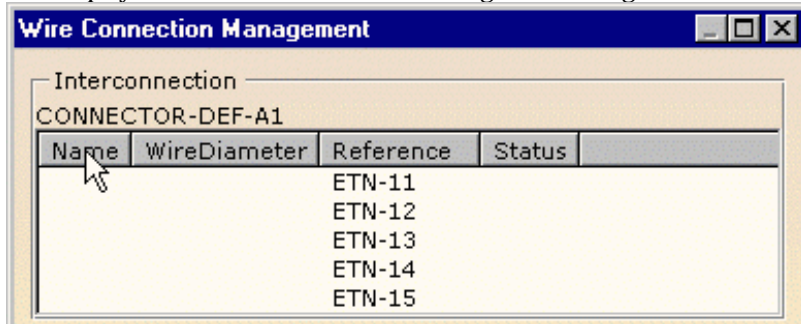 Wire Connection Management
Interconnection
CONNECTOR-DEF-A1
Name WireDiameter Reference Status
ETN-11
ETN-12
ETN-13
ETN-14
ETN-15